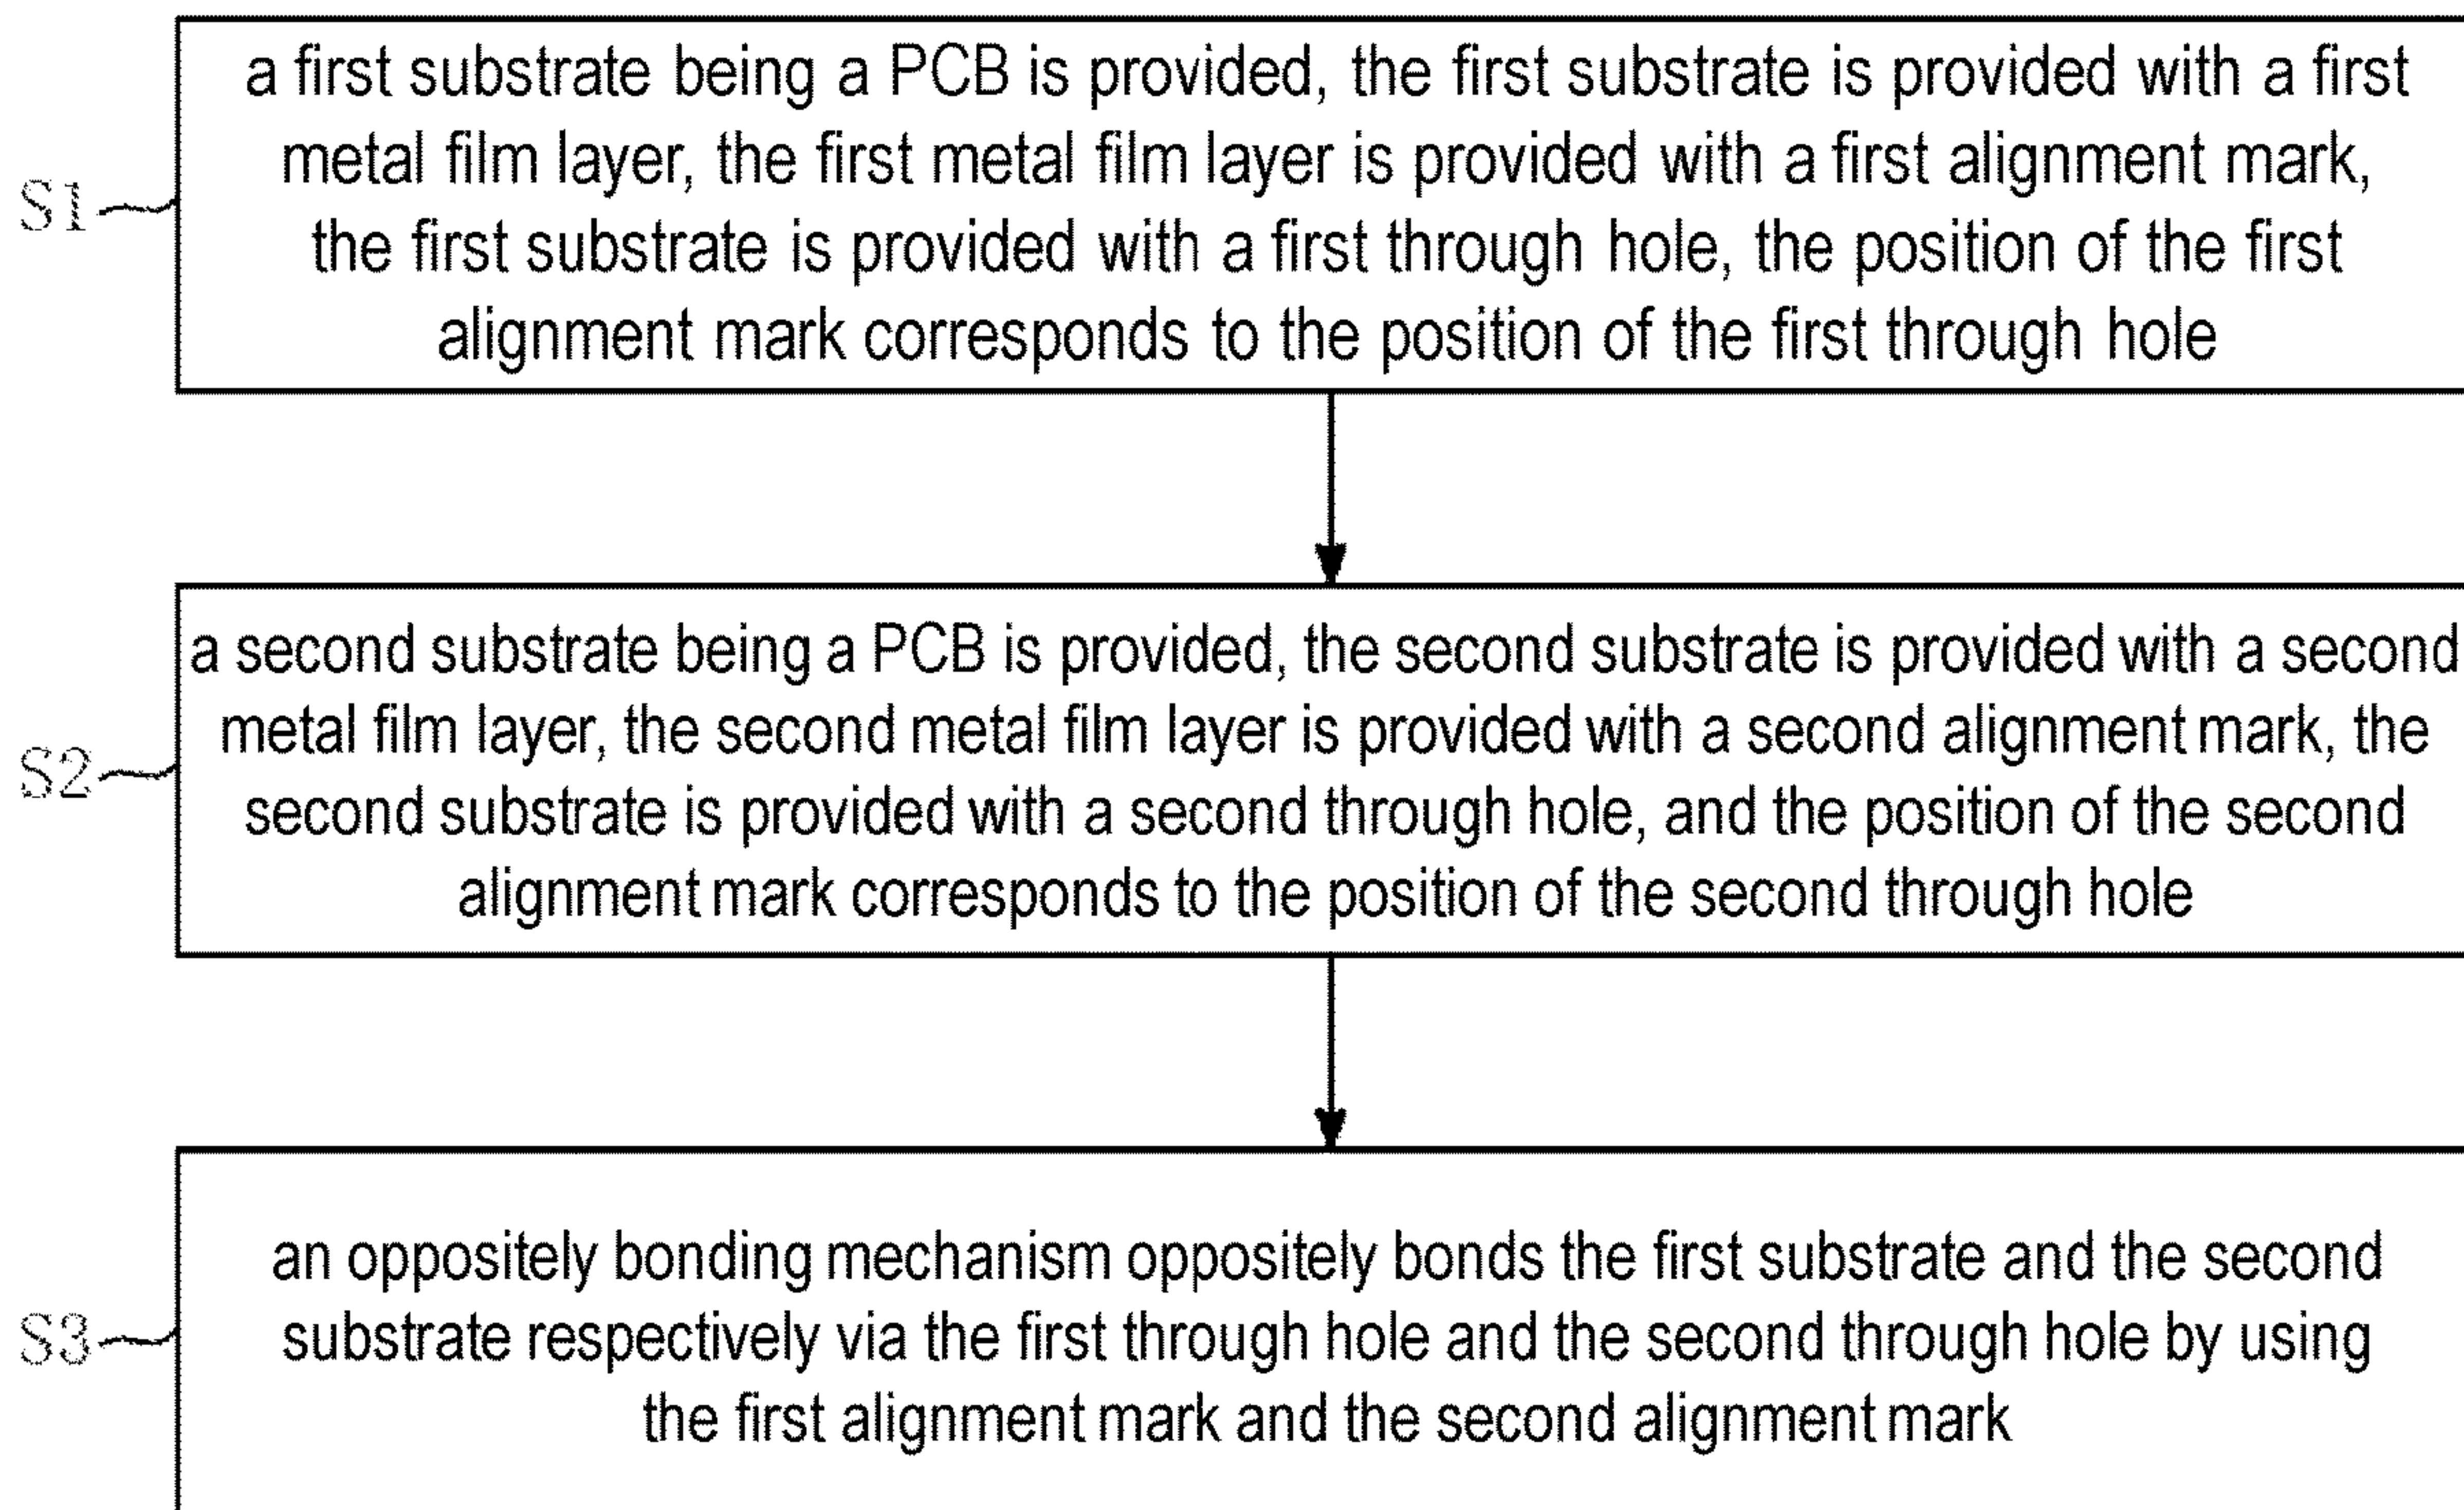 a first substrate being a PCB is provided, the first substrate is provided with a first
metal film layer, the first metal film layer is provided with a first alignment mark,
S1
the first substrate is provided with a first through hole, the position of the first
alignment mark corresponds to the position of the first through hole
a second substrate being a PCB is provided, the second substrate is provided with a second
metal film layer, the second metal film layer is provided with a second alignment mark, the
S2
second substrate is provided with a second through hole, and the position of the second
alignment mark corresponds to the position of the second through hole
an oppositely bonding mechanism oppositely bonds the first substrate and the second
S3
substrate respectively via the first through hole and the second through hole by using
the first alignment mark and the second alignment mark